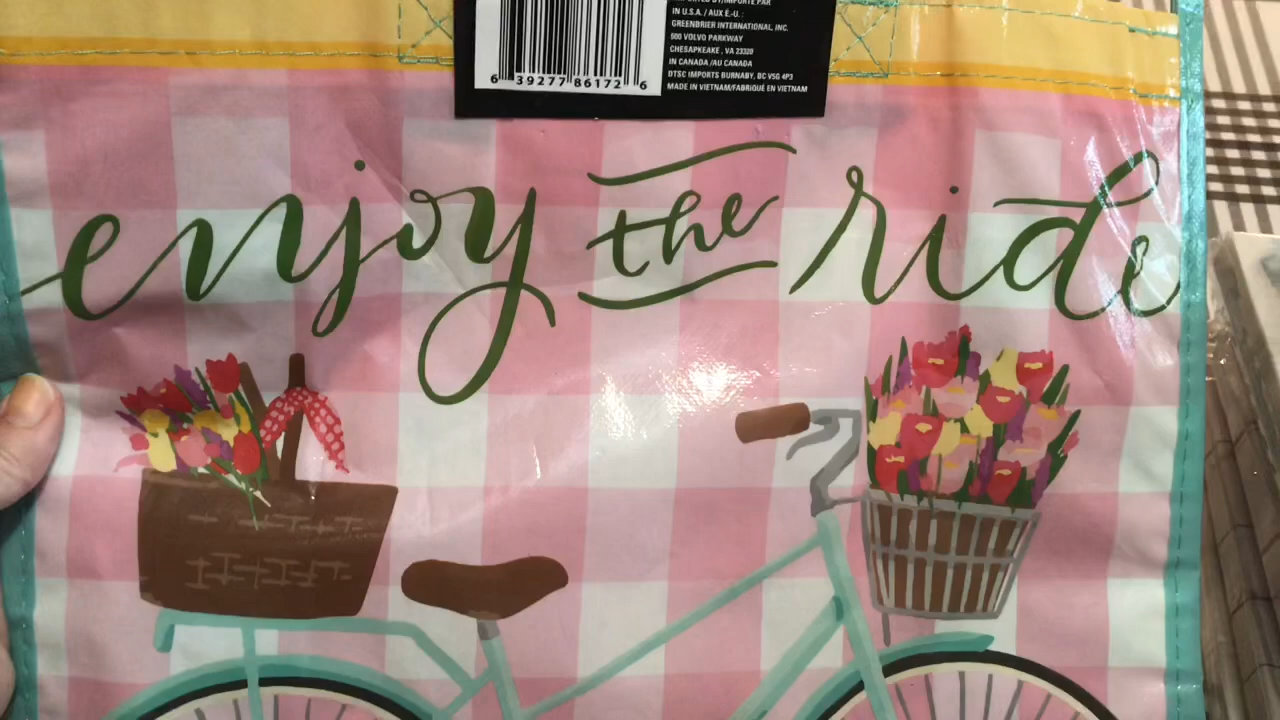 IN U.S.A. / AUX É.-U. :
GREENBRIER INTERNATIONAL, INC.
500 VOLVO PARKWAY
CHESAPEAKE, VA 23320
IN CANADA /AU CANADA
DTSC IMPORTS BURNABY, BC V5G 4P3
MADE IN VIETNAM/FABRIQUÉ EN VIETNAM
6 39277 86172 6
enjoy the ride